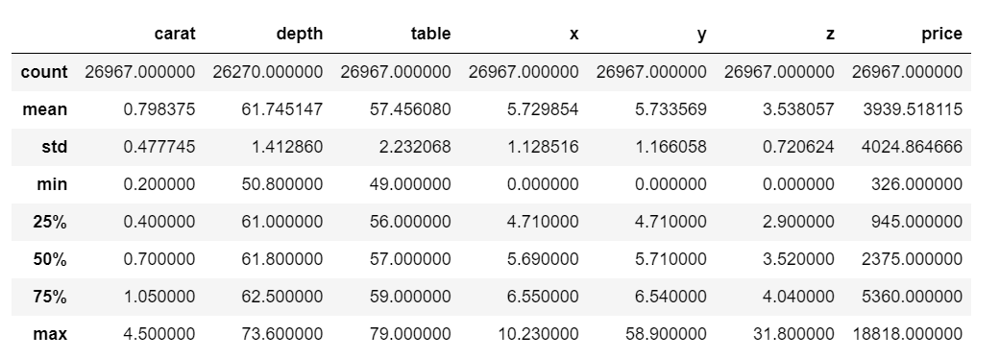 carat depth table x y z price
count 26967.000000 26270.000000 26967.000000 26967.000000 26967.000000 26967.000000 26967.000000
mean 0.798375 61.745147 57.456080 5.729854 5.733569 3.538057 3939.518115
std 0.477745 1.412860 2.232068 1.128516 1.166058 0.720624 4024.864666
min 0.200000 50.800000 49.000000 0.000000 0.000000 0.000000 326.000000
25% 0.400000 61.000000 56.000000 4.710000 4.710000 2.900000 945.000000
50% 0.700000 61.800000 57.000000 5.690000 5.710000 3.520000 2375.000000
75% 1.050000 62.500000 59.000000 6.550000 6.540000 4.040000 5360.000000
max 4.500000 73.600000 79.000000 10.230000 58.900000 31.800000 18818.000000